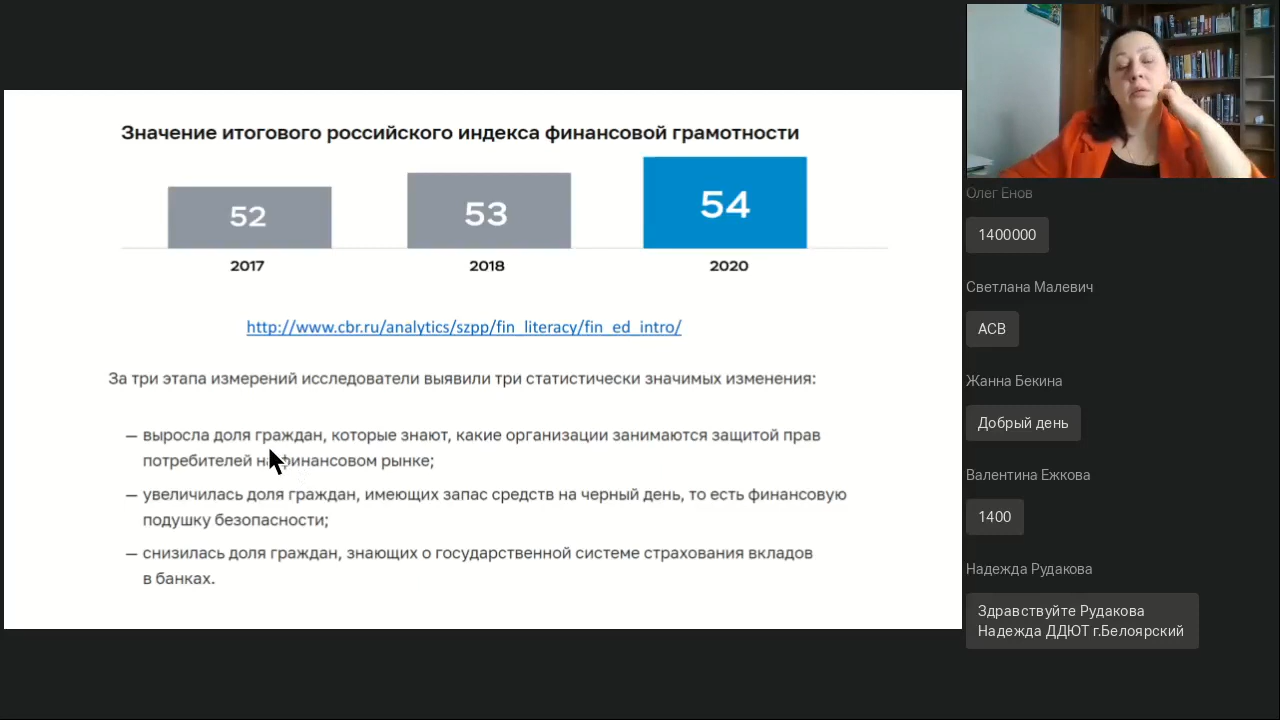 Значение итогового российского индекса финансовой грамотности
52
53
54
2017
2018
2020
http://www.cbr.ru/analytics/szpp/fin_literacy/fin_ed_intro/
За три этапа измерений исследователи выявили три статистически значимых изменения:
— выросла доля граждан, которые знают, какие организации занимаются защитой прав
потребителей на финансовом рынке;
— увеличилась доля граждан, имеющих запас средств на черный день, то есть финансовую
подушку безопасности;
— снизилась доля граждан, знающих о государственной системе страхования вкладов
в банках.
Олег Енов
1400000
Светлана Малевич
АСВ
Жанна Бекина
Добрый день
Валентина Ежкова
1400
Надежда Рудакова
Здравствуйте Рудакова
Надежда ДДЮТ г.Белоярский